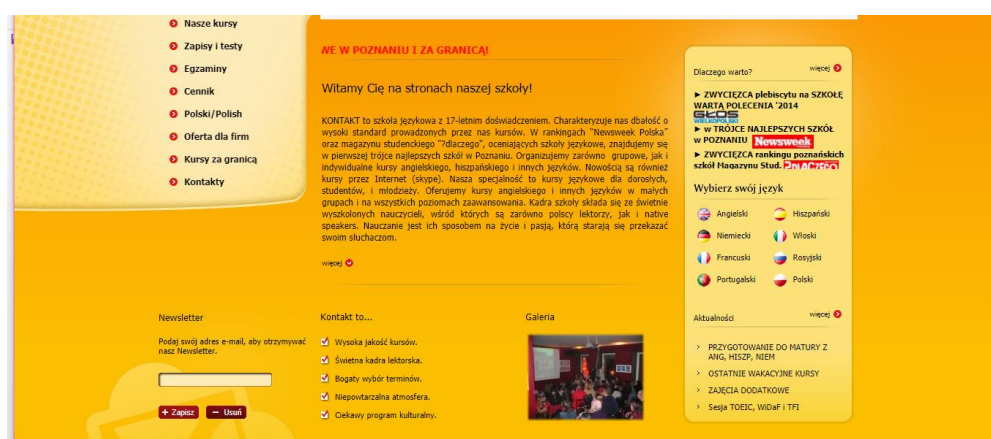 Nasze kursy
Zapisy i testy
Egzaminy
Cennik
Polski/Polish
Oferta dla firm
Kursy za granicą
Kontakty
WE W POZNANIU I ZA GRANICĄ!
Witamy Cię na stronach naszej szkoły!
KONTAKT to szkoła językowa z 17-letnim doświadczeniem. Charakteryzuje nas dbałość o
wysoki standard prowadzonych przez nas kursów. W rankingach "Newsweek Polska"
oraz magazynu studenckiego "?dlaczego", oceniających szkoły językowe, znajdujemy się
w pierwszej trójce najlepszych szkół w Poznaniu. Organizujemy zarówno grupowe, jak i
indywidualne kursy angielskiego, hiszpańskiego i innych języków. Nowością są również
kursy przez Internet (skype). Nasza specjalność to kursy językowe dla dorosłych,
studentów, i młodzieży. Oferujemy kursy angielskiego i innych języków w małych
grupach i na wszystkich poziomach zaawansowania. Kadra szkoły składa się ze świetnie
wyszkolonych nauczycieli, wśród których są zarówno polscy lektorzy, jak i native
speakers. Nauczanie jest ich sposobem na życie i pasją, którą starają się przekazać
swoim słuchaczom.
więcej
Dlaczego warto?
więcej
► ZWYCIĘZCA plebiscytu na SZKOŁĘ
WARTĄ POLECENIA '2014
GŁOS
WIELKOPOLSKI
► w TRÓJCE NAJLEPSZYCH SZKÓŁ
w POZNANIU Newsweek
► ZWYCIĘZCA rankingu poznańskich
szkół Magazynu Stud. ?DLACZEGO
Wybierz swój język
Angielski
Hiszpański
Niemiecki
Włoski
Francuski
Rosyjski
Portugalski
Polski
Aktualności
więcej
PRZYGOTOWANIE DO MATURY Z
ANG, HISZP, NIEM
OSTATNIE WAKACYJNE KURSY
ZAJĘCIA DODATKOWE
Sesja TOEIC, WiDaF i TFI
Newsletter
Podaj swój adres e-mail, aby otrzymywać
nasz Newsletter.
+ Zapisz
− Usuń
Kontakt to...
Wysoka jakość kursów.
Świetna kadra lektorska.
Bogaty wybór terminów.
Niepowtarzalna atmosfera.
Ciekawy program kulturalny.
Galeria